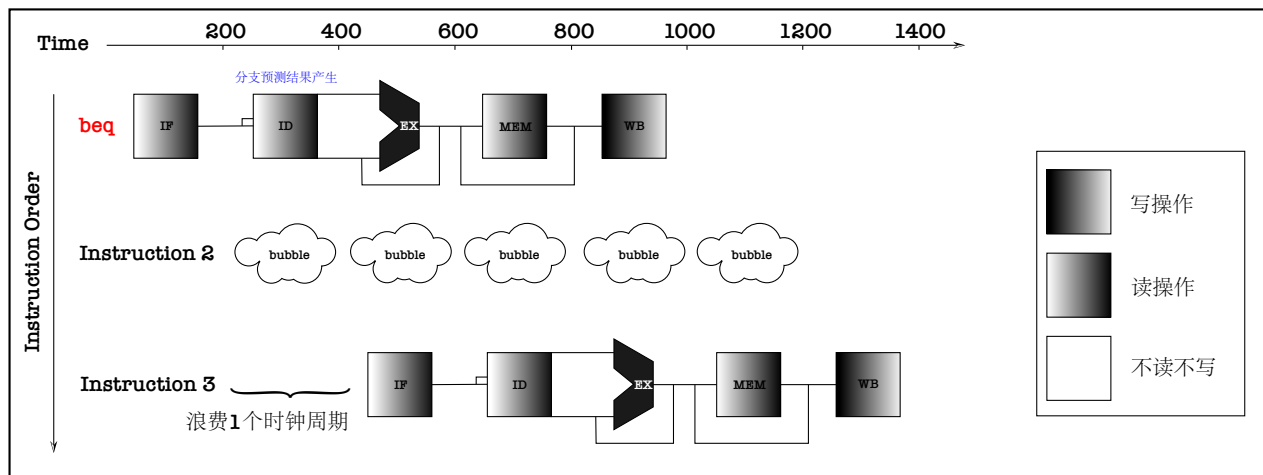 Time 200 400 600 800 1000 1200 1400
分支预测结果产生
beq IF ID EX MEM WB
Instruction Order
写操作
Instruction 2 bubble bubble bubble bubble bubble
读操作
不读不写
Instruction 3 IF ID EX MEM WB
浪费1个时钟周期